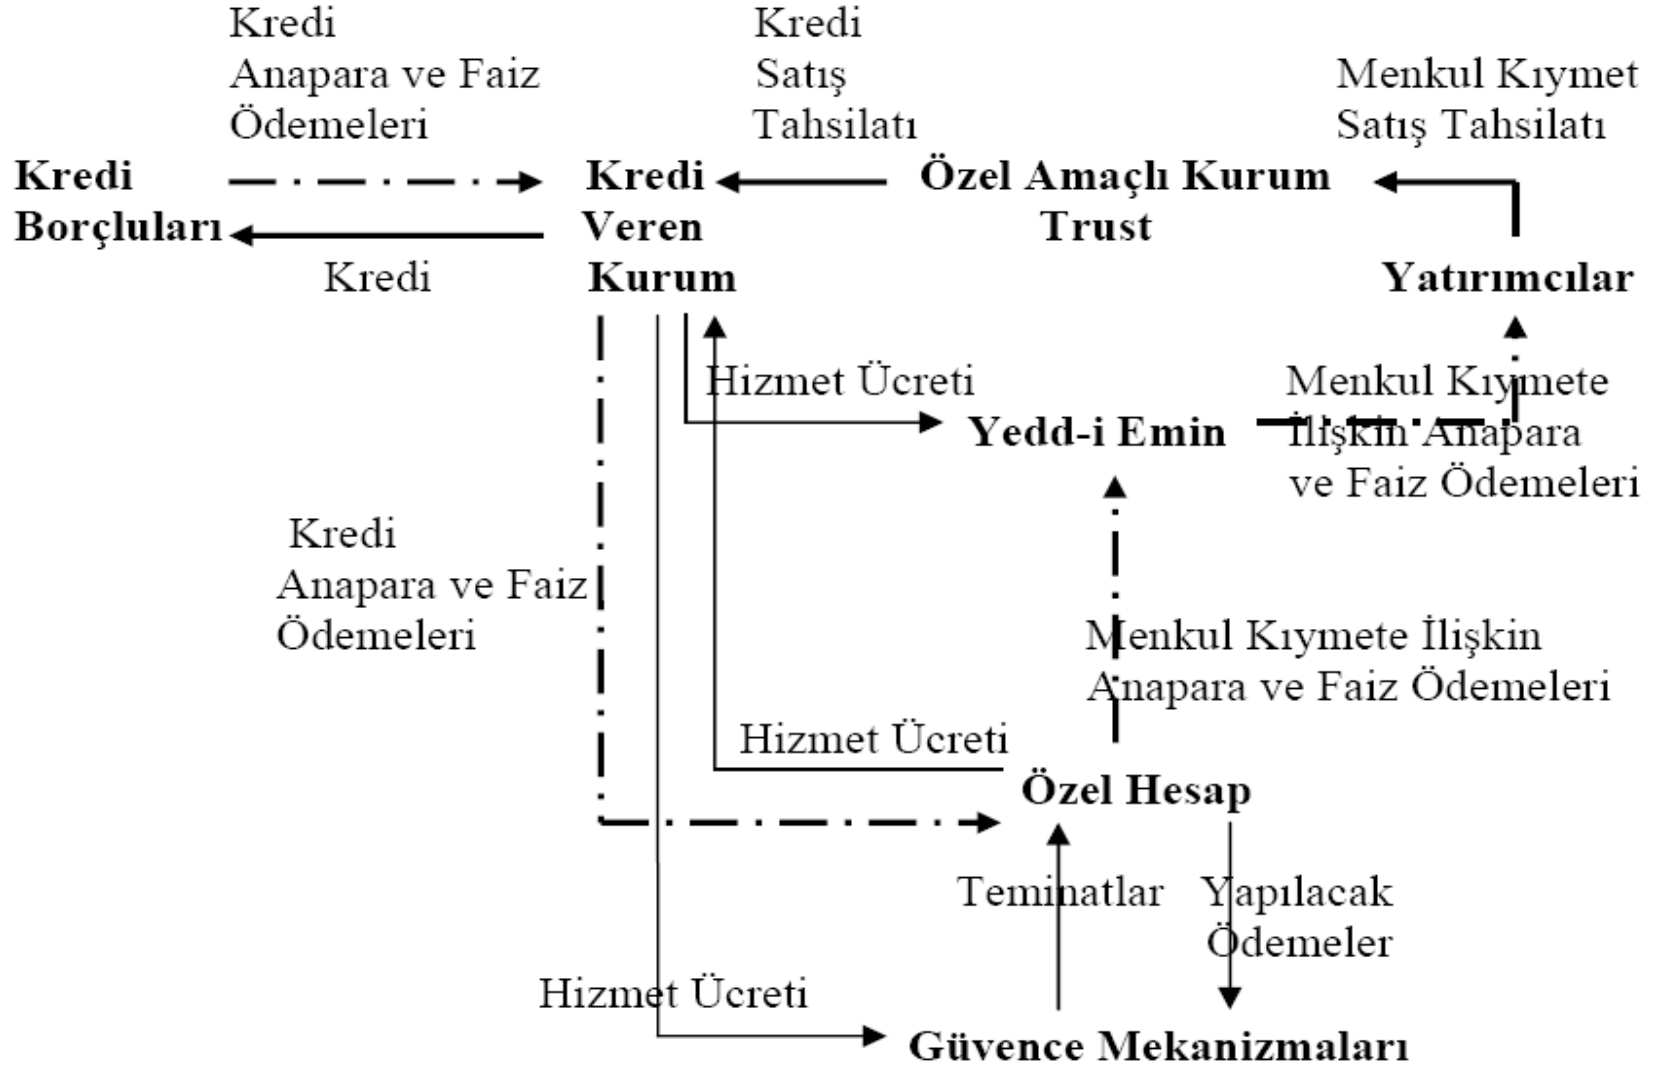 Kredi
Anapara ve Faiz
Ödemeleri
Kredi
Satış
Tahsilatı
Menkul Kıymet
Satış Tahsilatı
Kredi
Borçluları
Kredi
Veren
Kurum
Özel Amaçlı Kurum
Trust
Kredi
Yatırımcılar
Hizmet Ücreti
Menkul Kıymete
İlişkin Anapara
ve Faiz Ödemeleri
Yedd-i Emin
Kredi
Anapara ve Faiz
Ödemeleri
Menkul Kıymete İlişkin
Anapara ve Faiz Ödemeleri
Hizmet Ücreti
Özel Hesap
Teminatlar
Yapılacak
Ödemeler
Hizmet Ücreti
Güvence Mekanizmaları